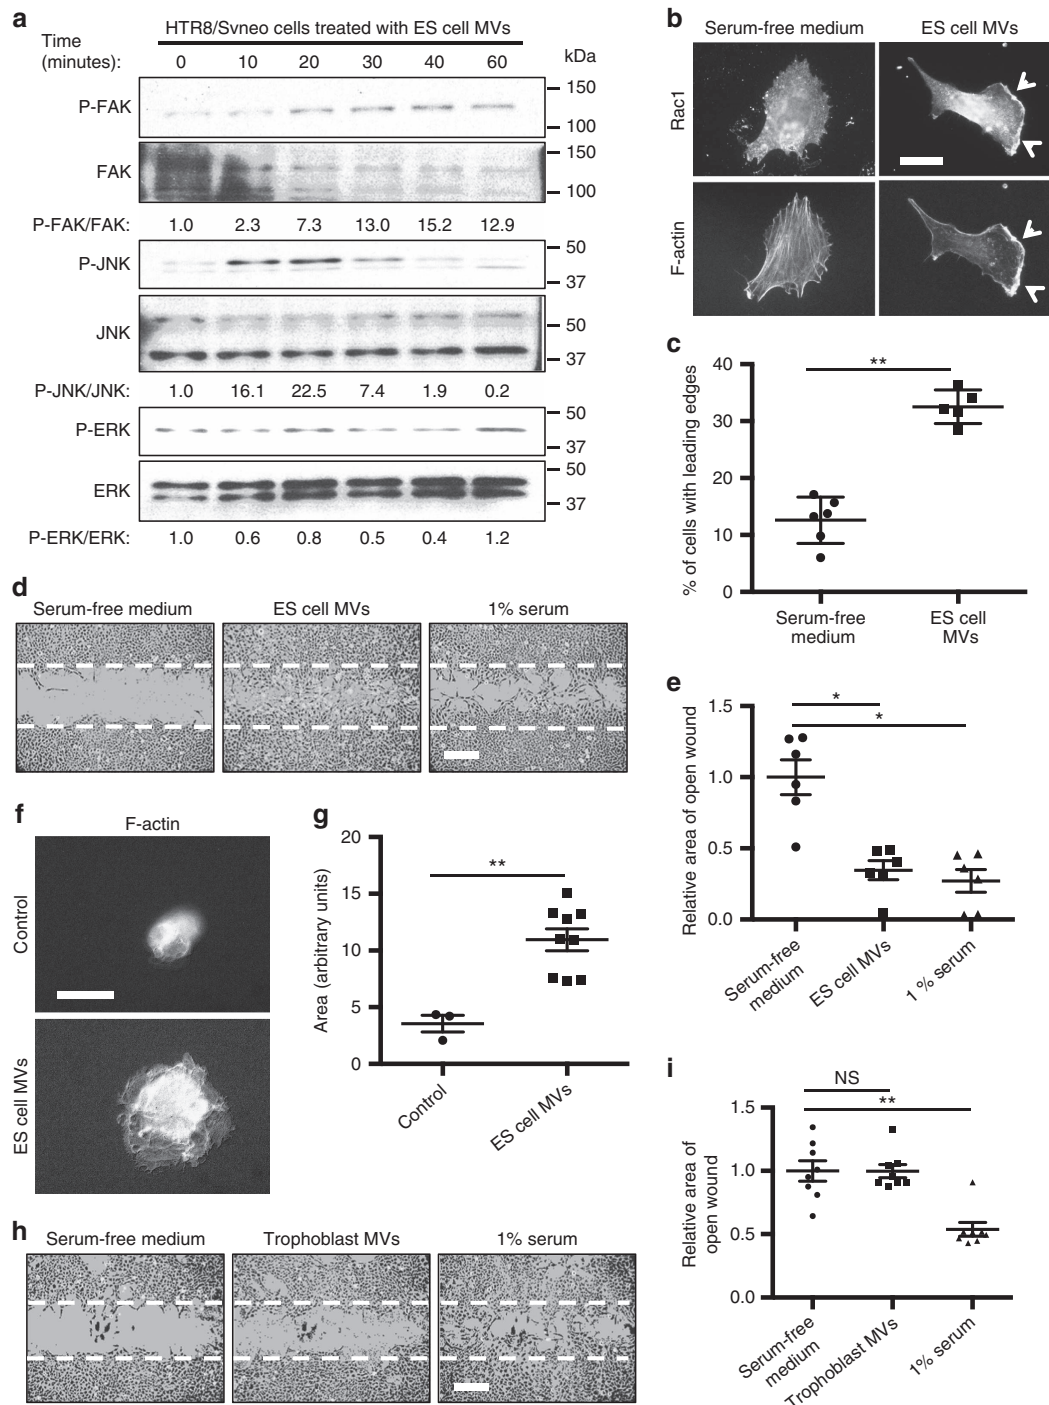 a
HTR8/Svneo cells treated with ES cell MVs
Time
(minutes):
0 10 20 30 40 60 kDa
P-FAK
150
100
FAK
150
100
P-FAK/FAK: 1.0 2.3 7.3 13.0 15.2 12.9
P-JNK
50
37
JNK
50
37
P-JNK/JNK: 1.0 16.1 22.5 7.4 1.9 0.2
P-ERK
50
37
ERK
50
37
P-ERK/ERK: 1.0 0.6 0.8 0.5 0.4 1.2
b
Serum-free medium ES cell MVs
Rac1
F-actin
c
**
% of cells with leading edges
40
30
20
10
0
Serum-free
medium
ES cell
MVs
d
Serum-free medium ES cell MVs 1% serum
e
*
*
Relative area of open wound
1.5
1.0
0.5
0.0
Serum-free
medium
ES cell MVs
1 % serum
f
F-actin
Control
ES cell MVs
g
**
Area (arbitrary units)
20
15
10
5
0
Control
ES cell MVs
h
Serum-free medium Trophoblast MVs 1% serum
i
NS
**
Relative area of
open wound
1.5
1.0
0.5
0.0
Serum-free
medium
Trophoblast MVs
1% serum